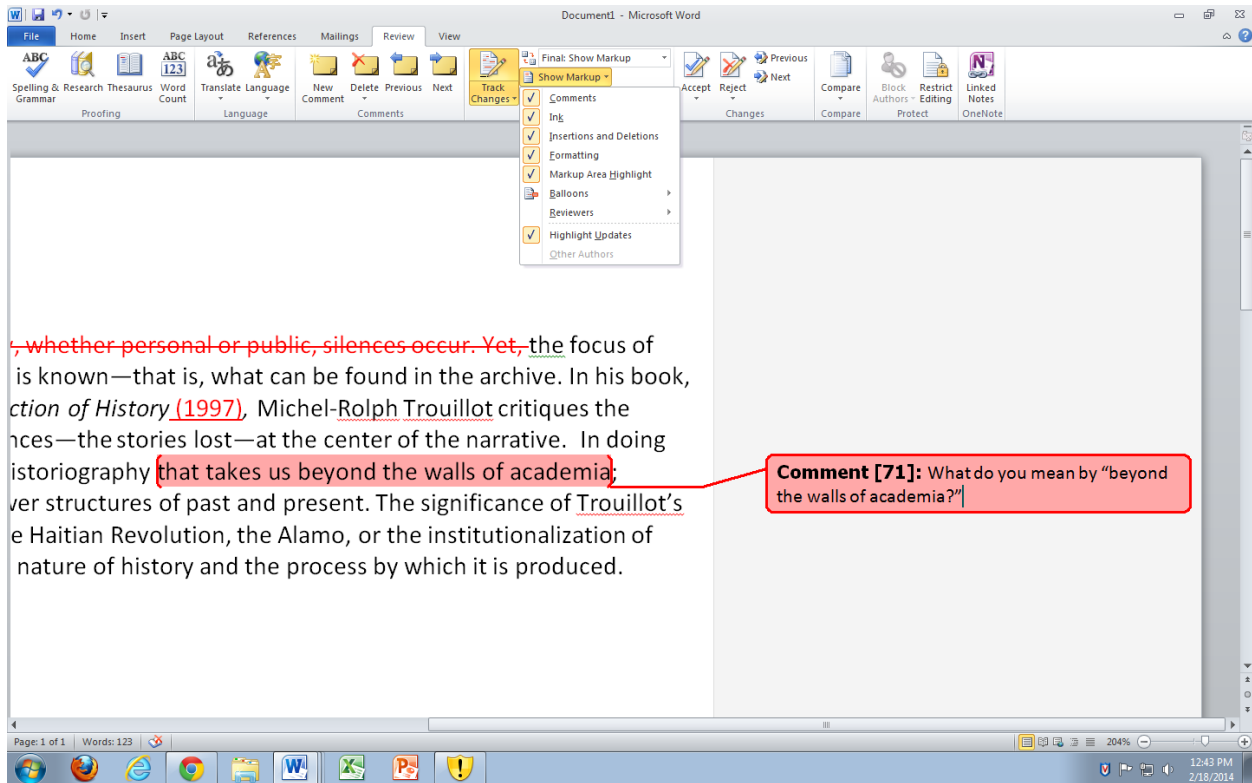 Document1 - Microsoft Word
File Home Insert Page Layout References Mailings Review View
ABC
Spelling & Grammar
Research
Thesaurus
ABC
123
Word Count
Translate
Language
New Comment
Delete
Previous
Next
Track Changes
Final: Show Markup
Show Markup
Accept
Reject
Previous
Next
Compare
Block Authors
Restrict Editing
Linked Notes
Proofing Language Comments Changes Compare Protect OneNote
Comments
Ink
Insertions and Deletions
Formatting
Markup Area Highlight
Balloons
Reviewers
Highlight Updates
Other Authors
, whether personal or public, silences occur. Yet, the focus of
is known—that is, what can be found in the archive. In his book,
ction of History (1997), Michel-Rolph Trouillot critiques the
nces—the stories lost—at the center of the narrative. In doing
istoriography that takes us beyond the walls of academia;
ver structures of past and present. The significance of Trouillot's
e Haitian Revolution, the Alamo, or the institutionalization of
nature of history and the process by which it is produced.
Comment [71]: What do you mean by “beyond
the walls of academia?”
Page: 1 of 1 Words: 123
204%
12:43 PM
2/18/2014